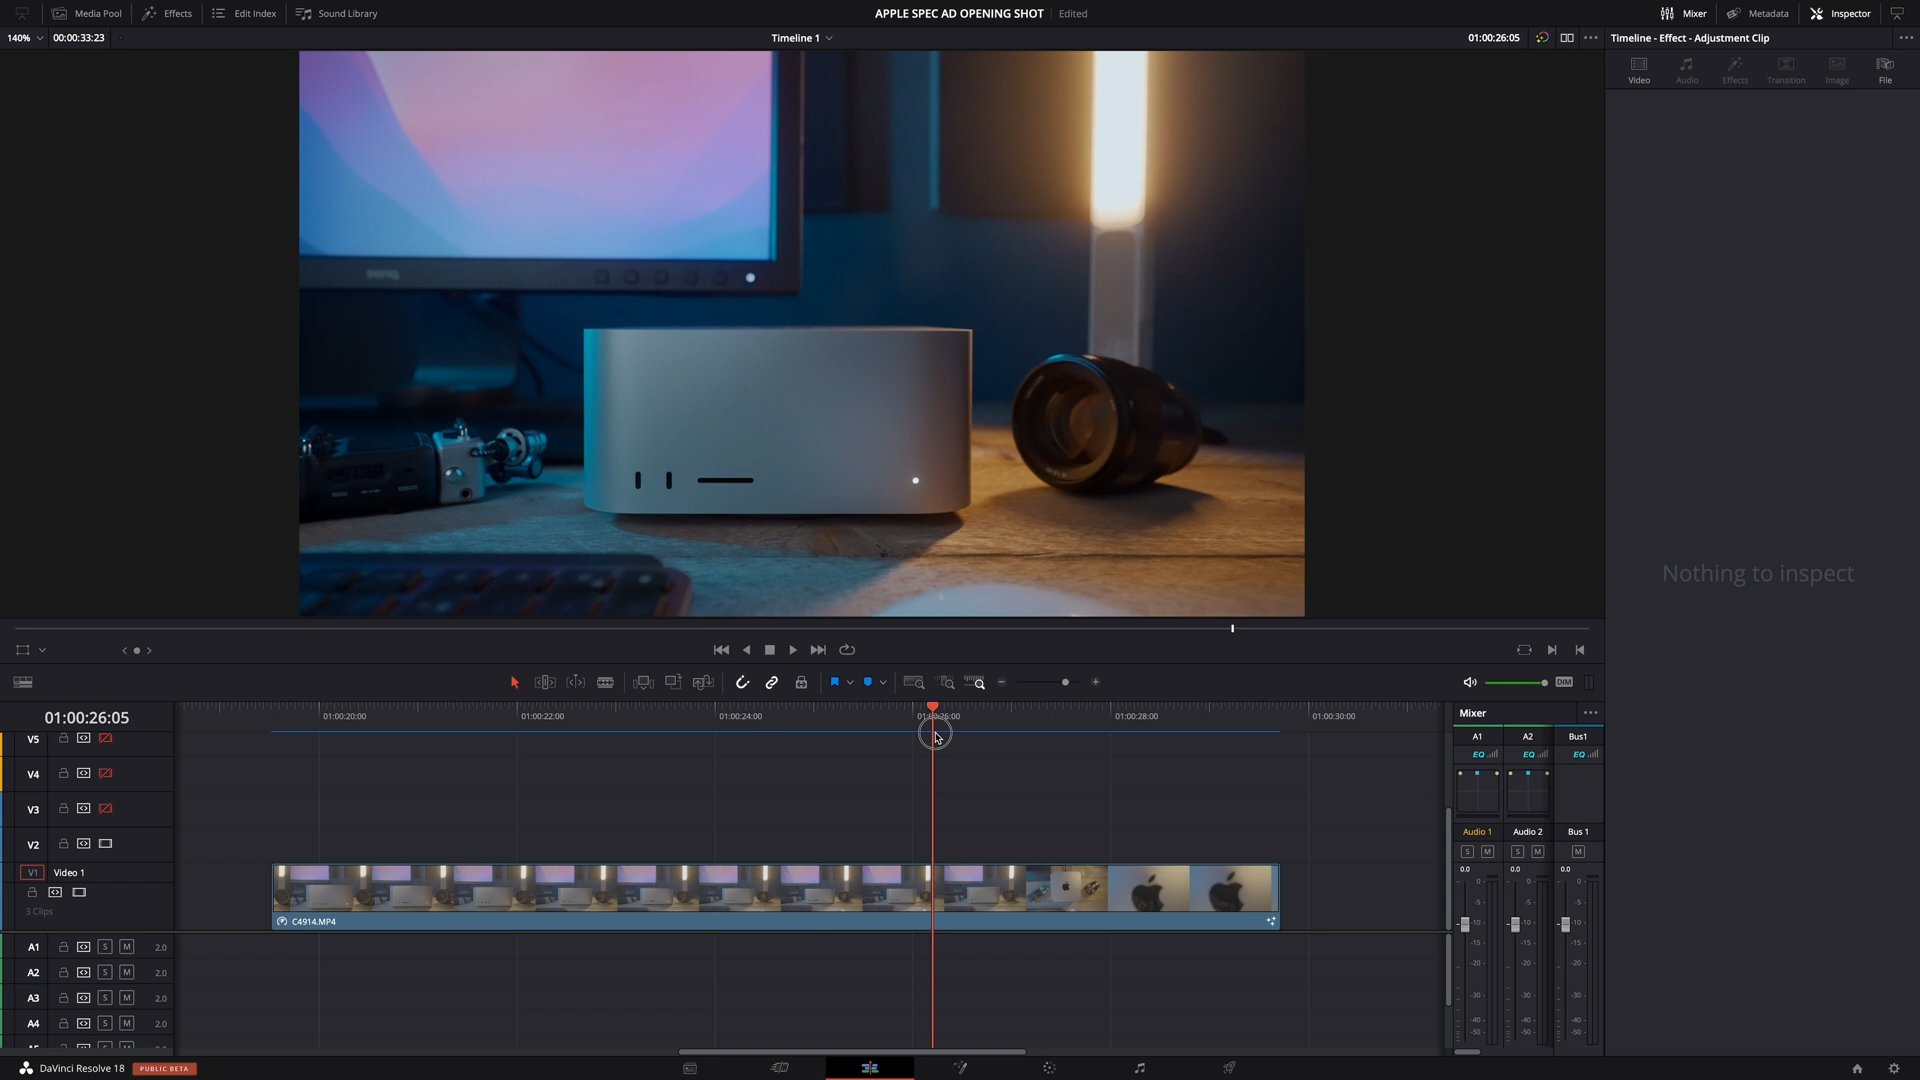 Media Pool Effects Edit Index Sound Library APPLE SPEC AD OPENING SHOT Edited Mixer Metadata Inspector
140% 00:00:33:23 Timeline 1 01:00:26:05 Timeline - Effect - Adjustment Clip
Video Audio Effects Transition Image File
BenQ
Nothing to inspect
DIM
01:00:26:05 01:00:20:00 01:00:22:00 01:00:24:00 01:00:26:00 01:00:28:00 01:00:30:00 Mixer
V5 A1 A2 Bus1
EQ EQ EQ
V4
V3
Audio 1 Audio 2 Bus 1
V2
S M S M M
V1 Video 1 0.0 0.0 0.0
3 Clips
C4914.MP4
0 0 0
-5 -5 -5
-10 -10 -10
-15 -15 -15
-20 -20 -20
-30 -30 -30
-40 -40 -40
-50 -50 -50
A1 S M 2.0
A2 S M 2.0
A3 S M 2.0
A4 S M 2.0
DaVinci Resolve 18 PUBLIC BETA